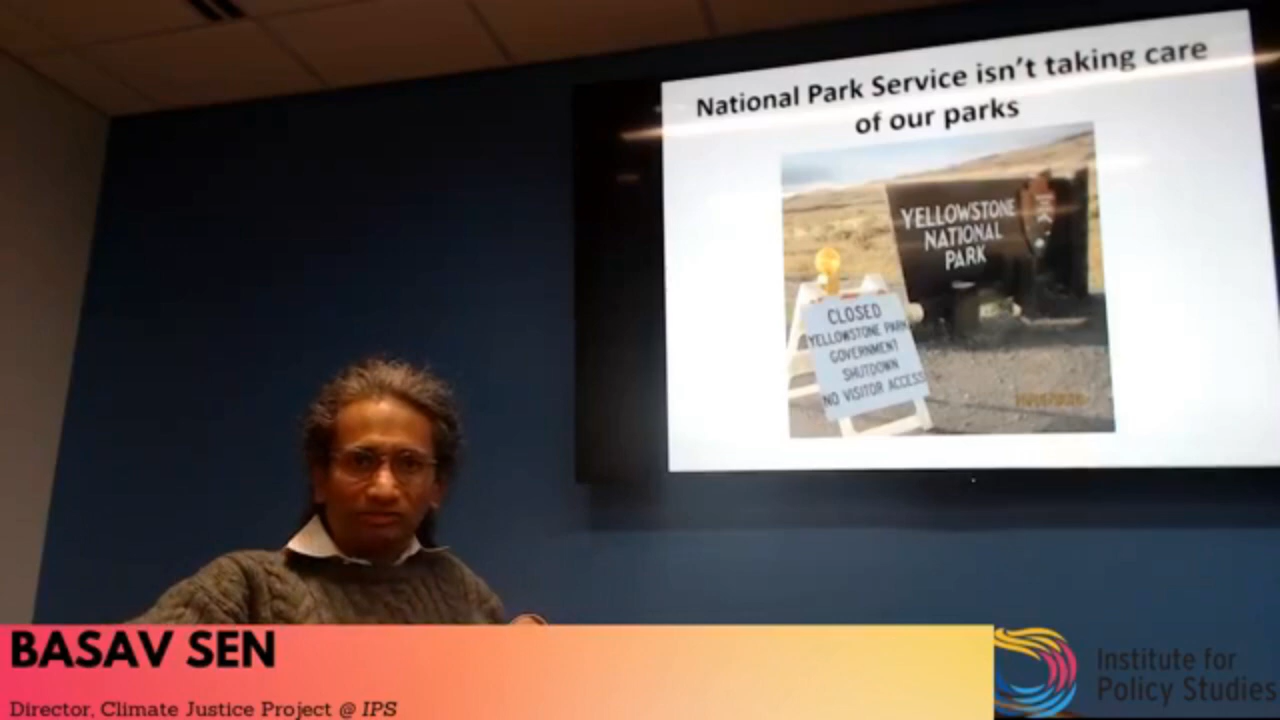 National Park Service isn't taking care
of our parks
YELLOWSTONE
NATIONAL
PARK
CLOSED
YELLOWSTONE PARK
GOVERNMENT
SHUTDOWN
NO VISITOR ACCESS
BASAV SEN
Director, Climate Justice Project @ IPS
Institute for
Policy Studies